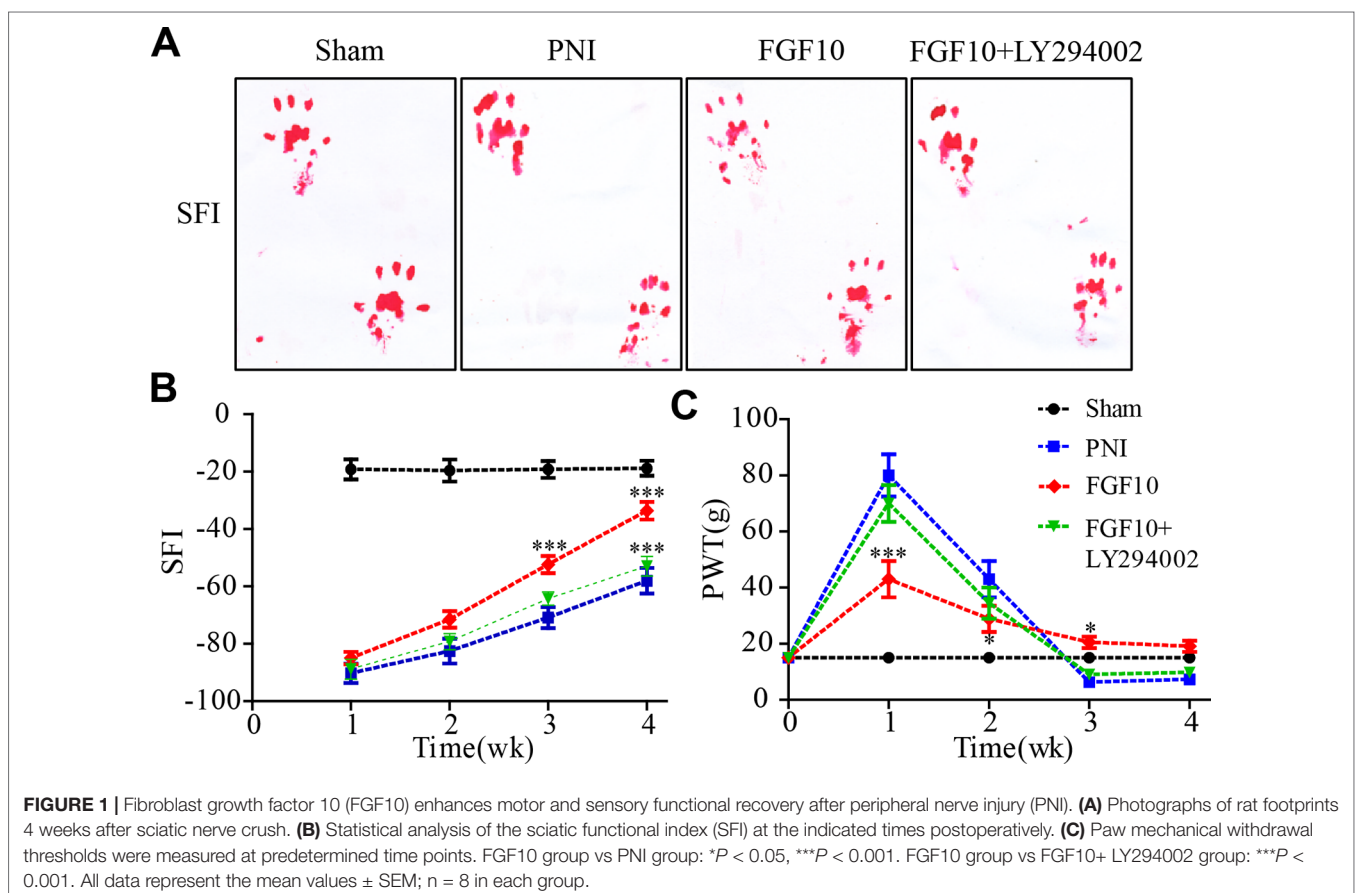 A
Sham PNI FGF10 FGF10+LY294002
SFI
B
0
-20
-40
-60
-80
-100
SFI
***
***
***
0 1 2 3 4
Time(wk)
C
100
80
60
40
20
0
PWT(g)
***
*
*
0 1 2 3 4
Time(wk)
Sham
PNI
FGF10
FGF10+
LY294002
FIGURE 1 | Fibroblast growth factor 10 (FGF10) enhances motor and sensory functional recovery after peripheral nerve injury (PNI). (A) Photographs of rat footprints
4 weeks after sciatic nerve crush. (B) Statistical analysis of the sciatic functional index (SFI) at the indicated times postoperatively. (C) Paw mechanical withdrawal
thresholds were measured at predetermined time points. FGF10 group vs PNI group: *P < 0.05, ***P < 0.001. FGF10 group vs FGF10+ LY294002 group: ***P <
0.001. All data represent the mean values ± SEM; n = 8 in each group.